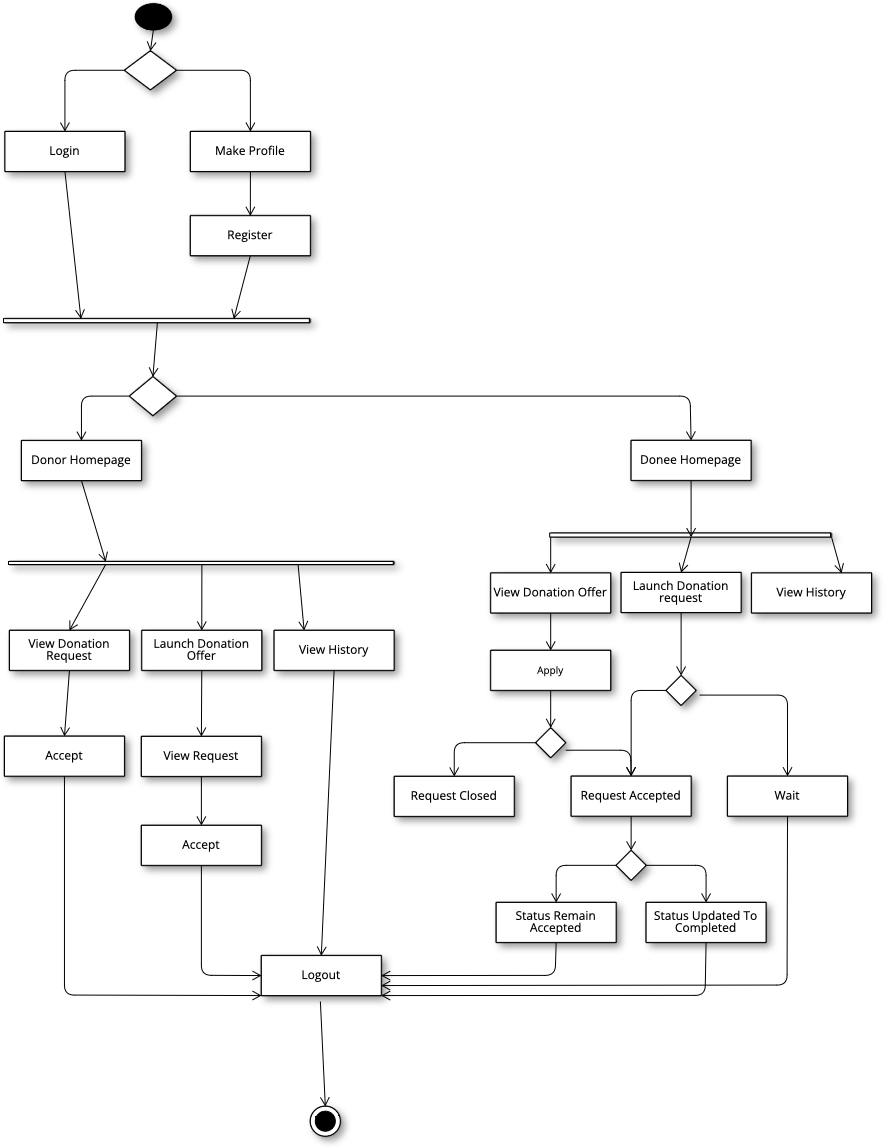 Login
Make Profile
Register
Donor Homepage
Donee Homepage
View Donation Offer
Launch Donation
request
View History
View Donation
Request
Launch Donation
Offer
View History
Apply
Accept
View Request
Request Closed
Request Accepted
Wait
Accept
Status Remain
Accepted
Status Updated To
Completed
Logout